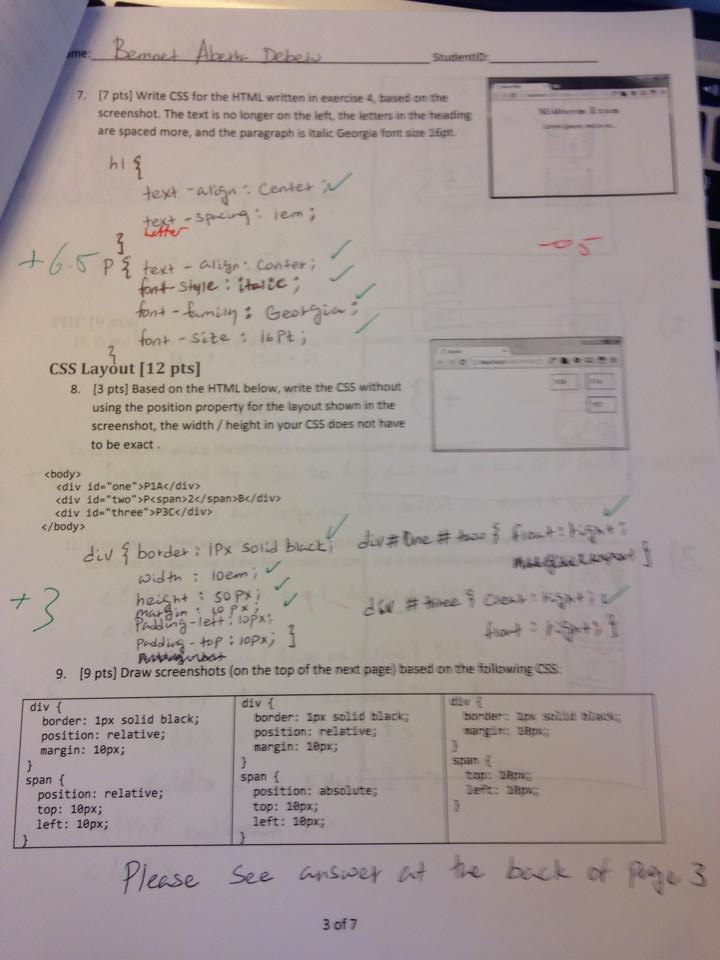 ame: Bemnet Abera Debelu StudentID:
7. [7 pts] Write CSS for the HTML written in exercise 4, based on the
screenshot. The text is no longer on the left, the letters in the heading
are spaced more, and the paragraph is italic Georgia font size 16pt.
Midterm Exam
h1 {
text-align : Center ;
text-spacing : 1em ;
Letter
}
-05
+6.5 P { text-align : Center;
font-style : italic ;
font-family : Georgia ;
font-size : 16Pt ;
}
CSS Layout [12 pts]
8. [3 pts] Based on the HTML below, write the CSS without
using the position property for the layout shown in the
screenshot, the width / height in your CSS does not have
to be exact .
<body>
<div id="one">P1A</div>
<div id="two">P<span>2</span>B</div>
<div id="three">P3C</div>
</body>
div { border : 1Px solid black; div #One #two { float : Right ; }
width : 10em ;
+3 height : 50Px ; div #three { Clear : Right ;
margin : 10px ;
Padding-left : 10px; float : Right ; }
Padding-top : 10Px; }
9. [9 pts] Draw screenshots (on the top of the next page) based on the following CSS:
div {
border: 1px solid black;
position: relative;
margin: 10px;
}
span {
position: relative;
top: 10px;
left: 10px;
}
div {
border: 1px solid black;
position: relative;
margin: 10px;
}
span {
position: absolute;
top: 10px;
left: 10px;
}
div {
border: 1px solid black;
margin: 10px;
}
span {
top: 10px;
left: 10px;
}
Please see answer at the back of page 3
3 of 7